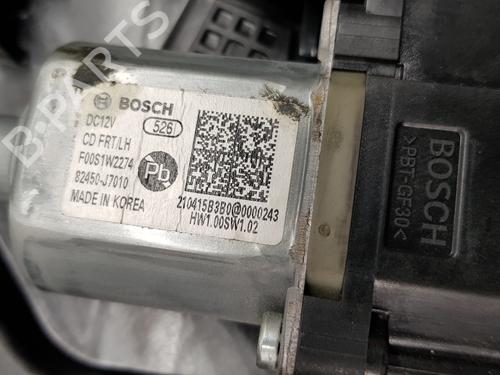 BOSCH
DC12V 526
CD FRT/LH
F00S1W2274
82450-J7010
MADE IN KOREA
Pb
210415B3B0@0000243
HW1.00SW1.02
BOSCH
>PBT-GF30<
B-PARTS